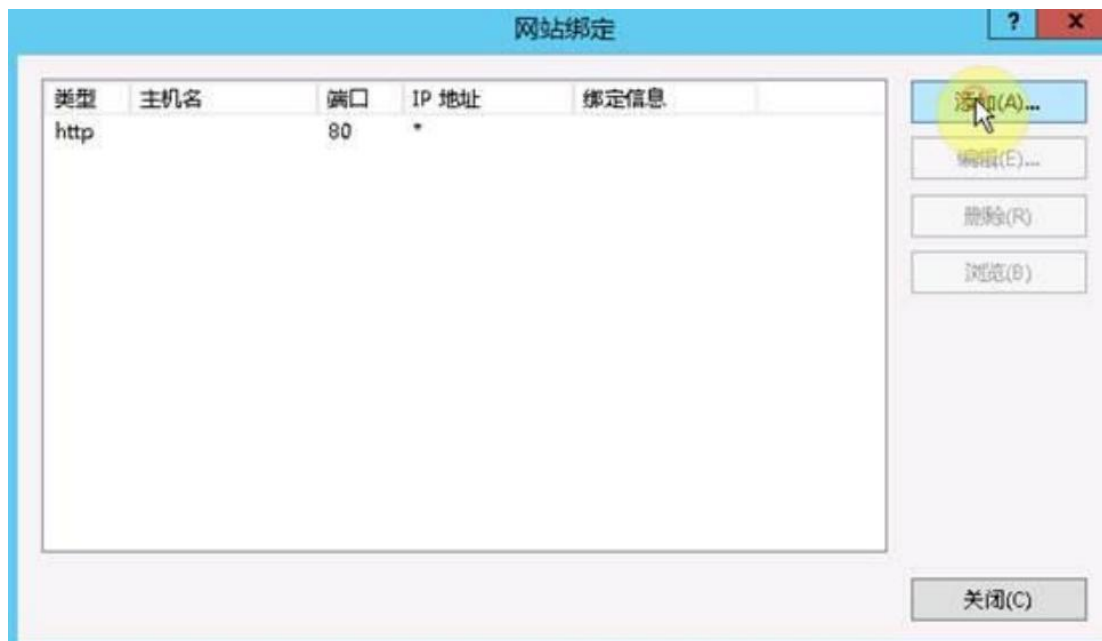 网站绑定
? x
类型 主机名 端口 IP 地址 绑定信息
http 80 *
添加(A)...
编辑(E)...
删除(R)
浏览(B)
关闭(C)